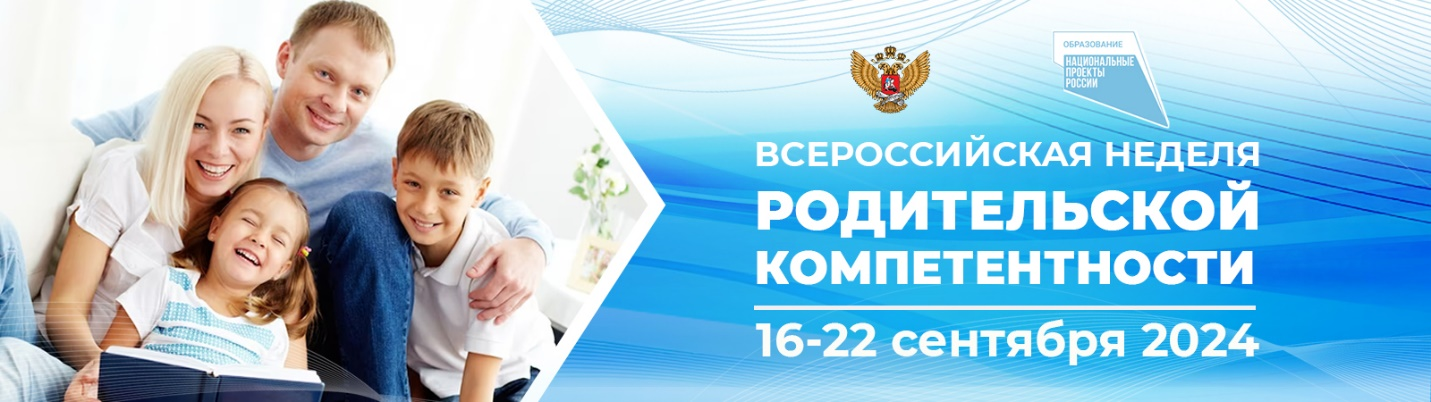 ОБРАЗОВАНИЕ
НАЦИОНАЛЬНЫЕ
ПРОЕКТЫ
РОССИИ
ВСЕРОССИЙСКАЯ НЕДЕЛЯ
РОДИТЕЛЬСКОЙ
КОМПЕТЕНТНОСТИ
16-22 сентября 2024